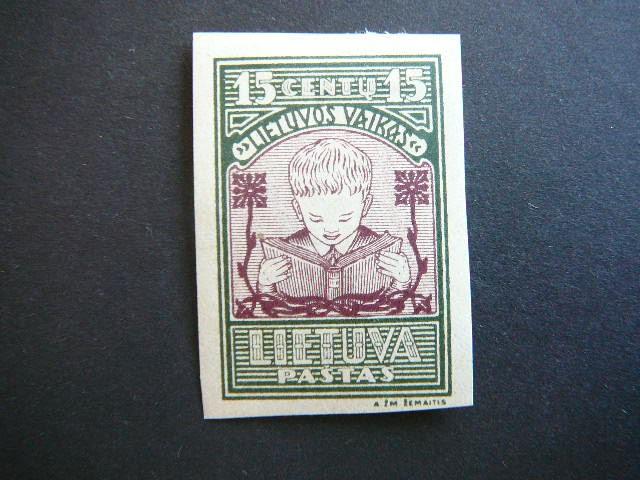 15 CENTŲ 15
»LIETUVOS VAIKAS«
LIETUVA
PAŠTAS
A ŽM. ŽEMAITIS